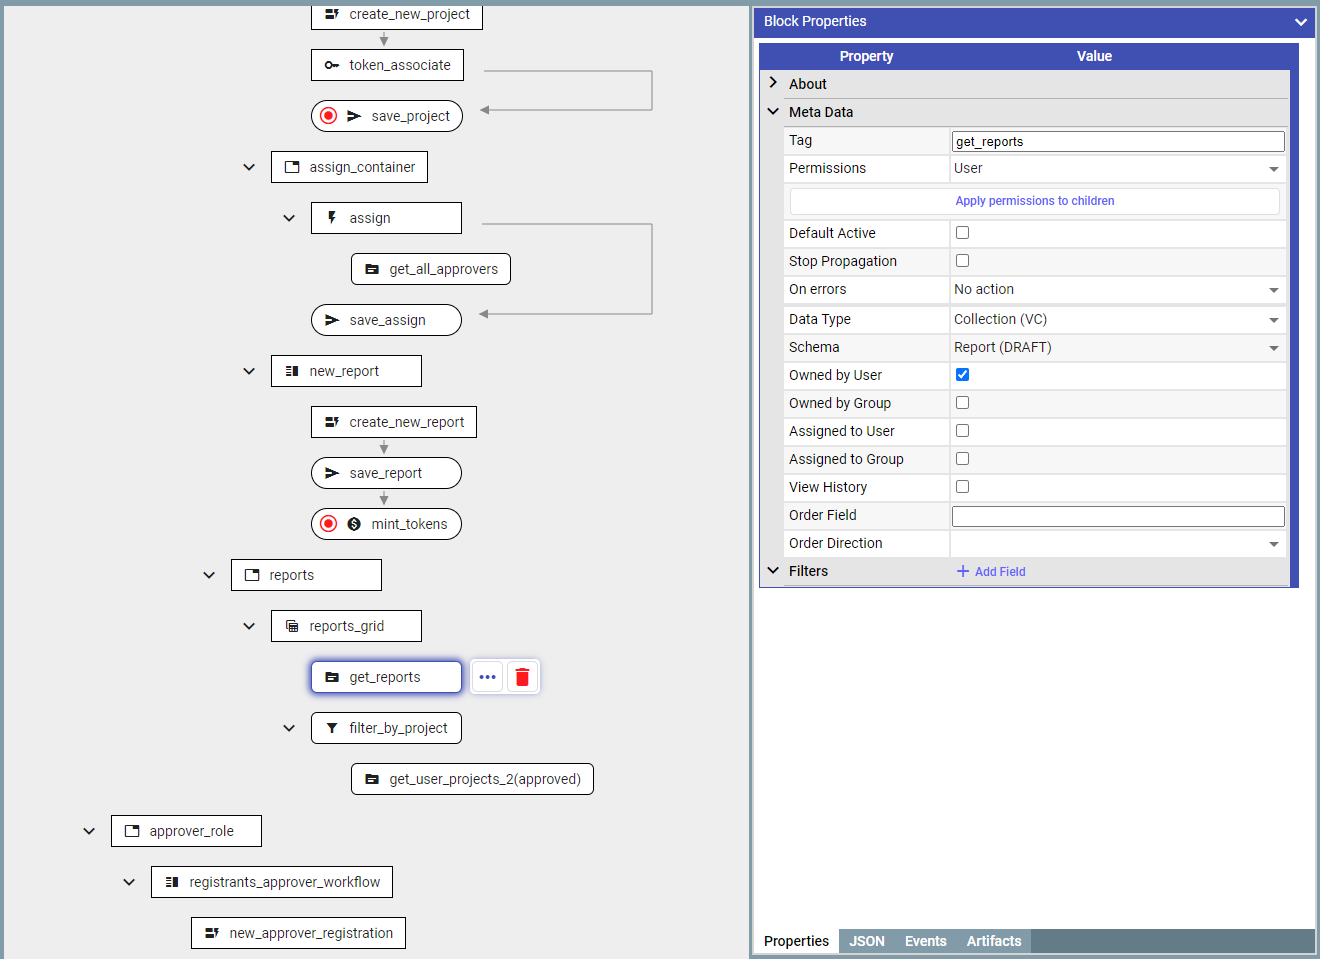 create_new_project
token_associate
save_project
assign_container
assign
get_all_approvers
save_assign
new_report
create_new_report
save_report
mint_tokens
reports
reports_grid
get_reports
filter_by_project
get_user_projects_2(approved)
approver_role
registrants_approver_workflow
new_approver_registration
Block Properties
Property Value
About
Meta Data
Tag get_reports
Permissions User
Apply permissions to children
Default Active
Stop Propagation
On errors No action
Data Type Collection (VC)
Schema Report (DRAFT)
Owned by User
Owned by Group
Assigned to User
Assigned to Group
View History
Order Field
Order Direction
Filters + Add Field
Properties JSON Events Artifacts